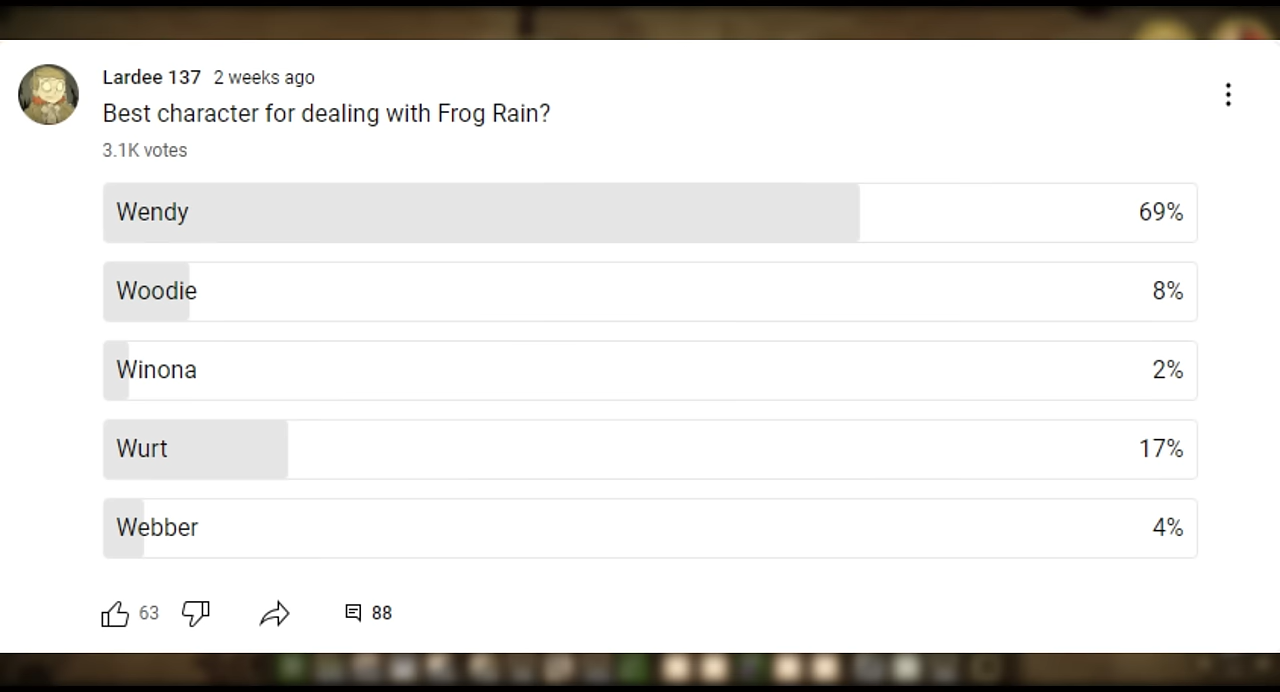 Lardee 137 2 weeks ago
Best character for dealing with Frog Rain?
3.1K votes
Wendy 69%
Woodie 8%
Winona 2%
Wurt 17%
Webber 4%
63 88